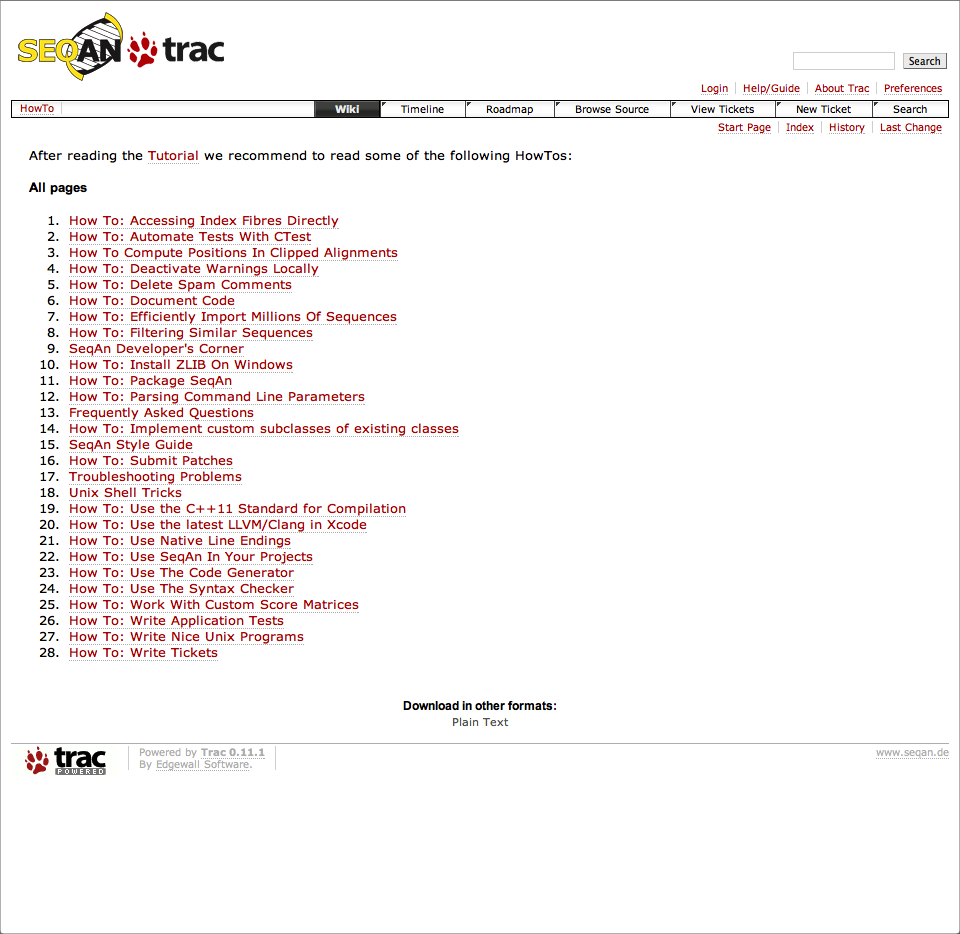 SEQAN trac
Search
Login Help/Guide About Trac Preferences
HowTo Wiki Timeline Roadmap Browse Source View Tickets New Ticket Search
Start Page Index History Last Change
After reading the Tutorial we recommend to read some of the following HowTos:
All pages
1. How To: Accessing Index Fibres Directly
2. How To: Automate Tests With CTest
3. How To Compute Positions In Clipped Alignments
4. How To: Deactivate Warnings Locally
5. How To: Delete Spam Comments
6. How To: Document Code
7. How To: Efficiently Import Millions Of Sequences
8. How To: Filtering Similar Sequences
9. SeqAn Developer's Corner
10. How To: Install ZLIB On Windows
11. How To: Package SeqAn
12. How To: Parsing Command Line Parameters
13. Frequently Asked Questions
14. How To: Implement custom subclasses of existing classes
15. SeqAn Style Guide
16. How To: Submit Patches
17. Troubleshooting Problems
18. Unix Shell Tricks
19. How To: Use the C++11 Standard for Compilation
20. How To: Use the latest LLVM/Clang in Xcode
21. How To: Use Native Line Endings
22. How To: Use SeqAn In Your Projects
23. How To: Use The Code Generator
24. How To: Use The Syntax Checker
25. How To: Work With Custom Score Matrices
26. How To: Write Application Tests
27. How To: Write Nice Unix Programs
28. How To: Write Tickets
Download in other formats:
Plain Text
trac POWERED
Powered by Trac 0.11.1
By Edgewall Software.
www.seqan.de